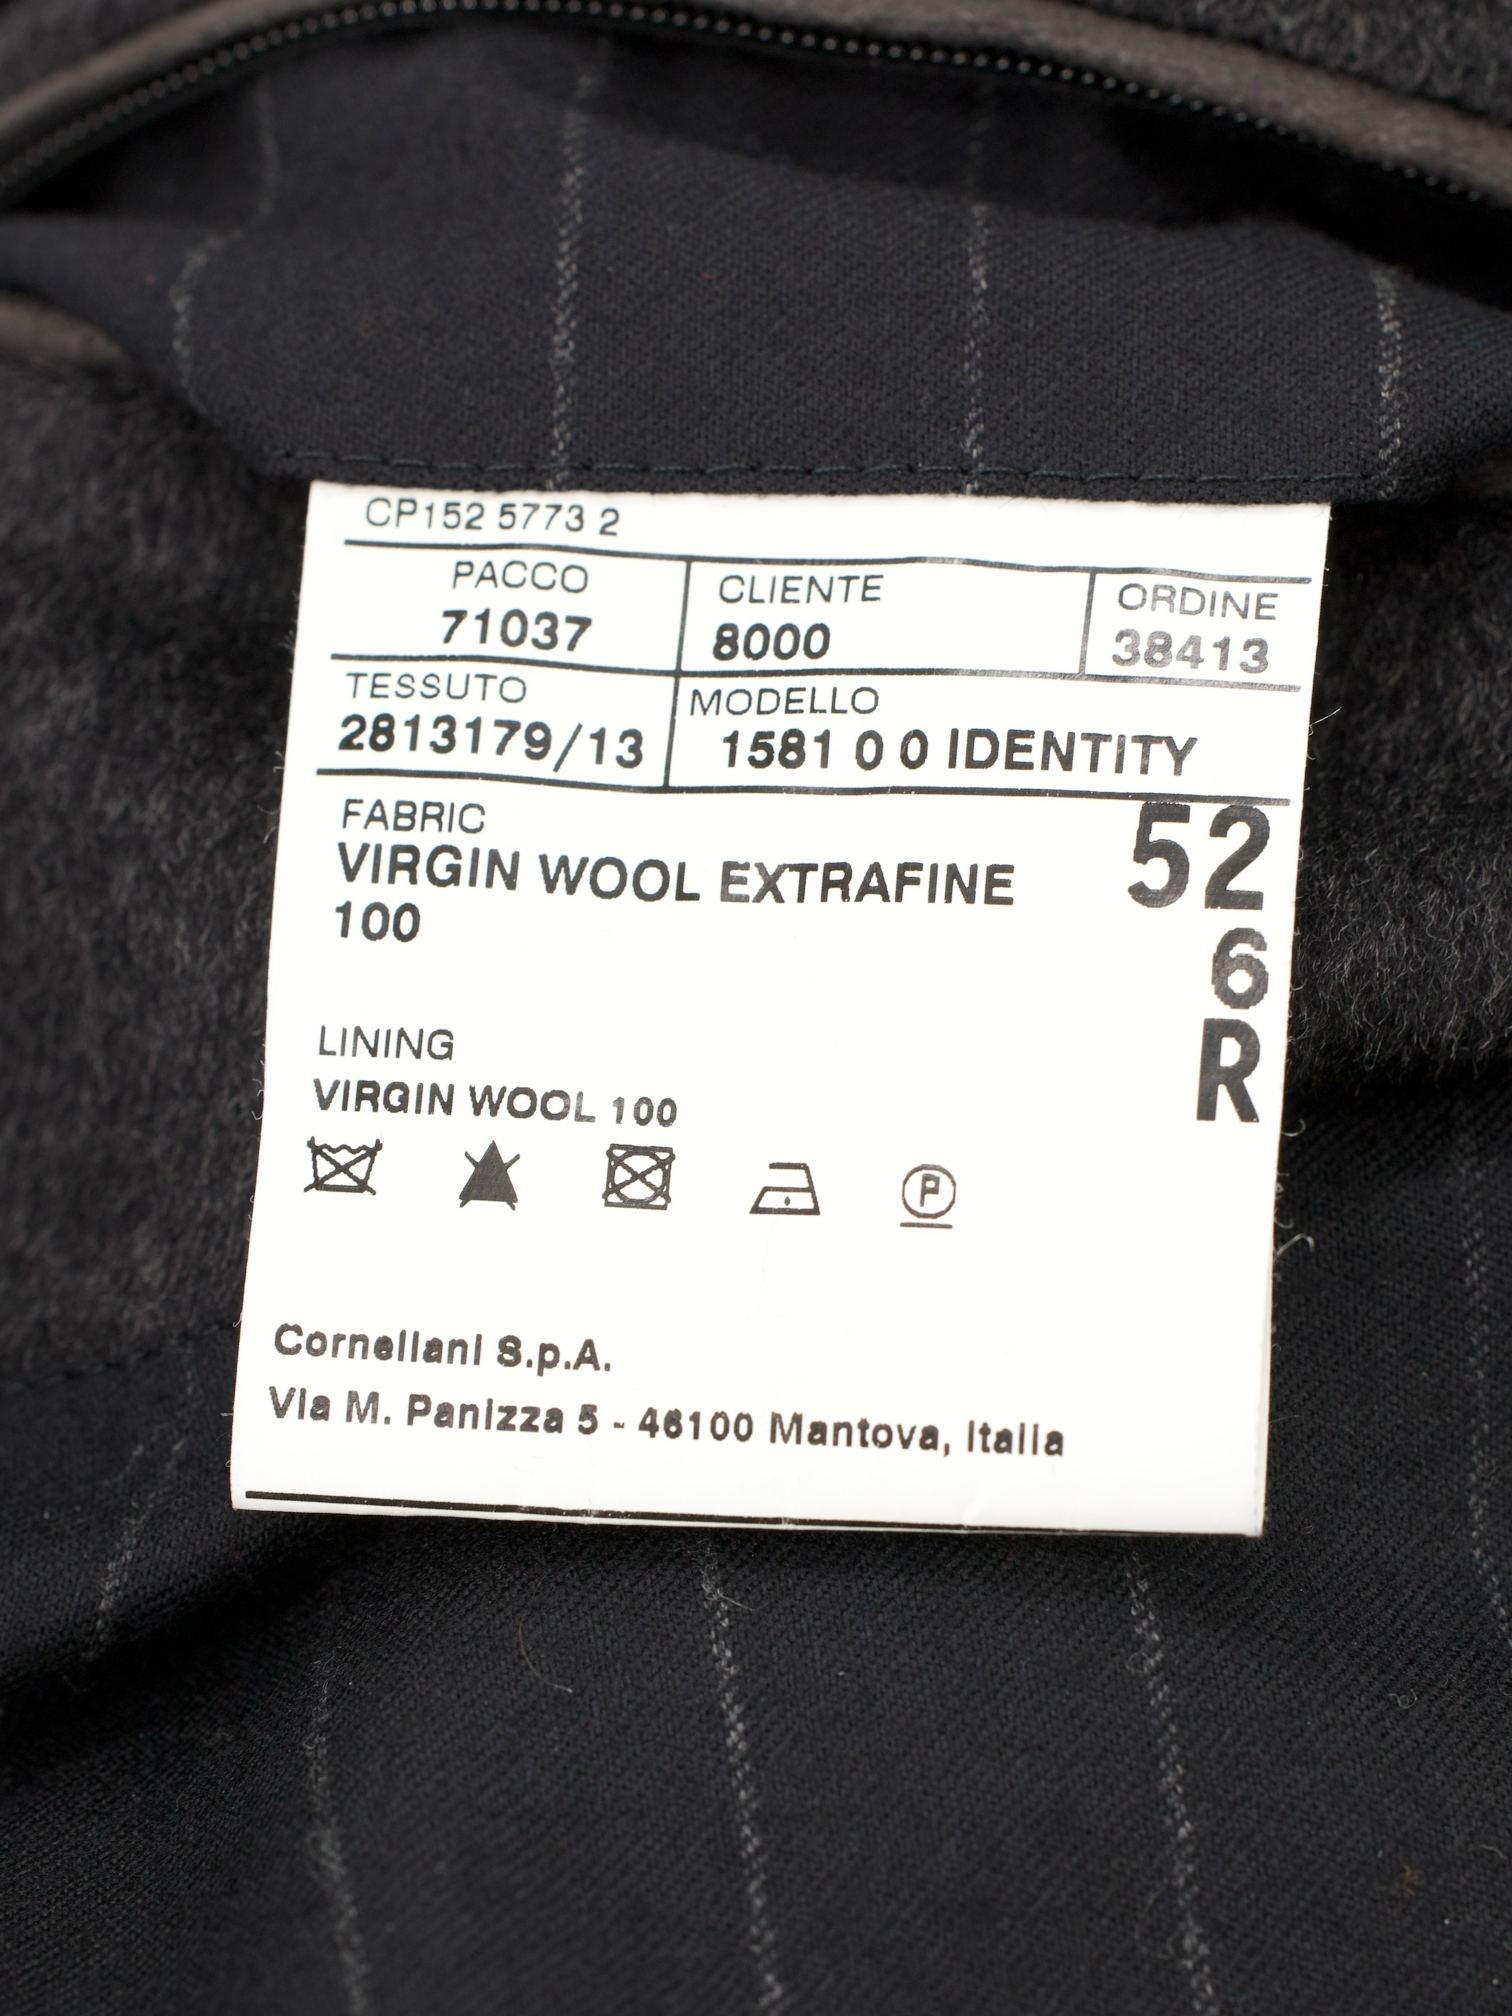 CP152 5773 2
PACCO CLIENTE ORDINE
71037 8000 38413
TESSUTO MODELLO
2813179/13 1581 0 0 IDENTITY
FABRIC
VIRGIN WOOL EXTRAFINE
100
52
6
R
LINING
VIRGIN WOOL 100
P
Corneliani S.p.A.
Via M. Panizza 5 - 46100 Mantova, Italia